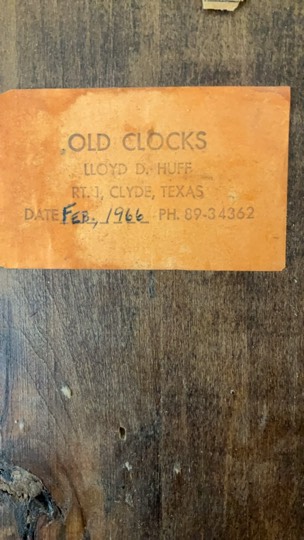 OLD CLOCKS
LLOYD D. HUFF
RT. 1, CLYDE, TEXAS
DATE FEB, 1966 PH. 89-34362